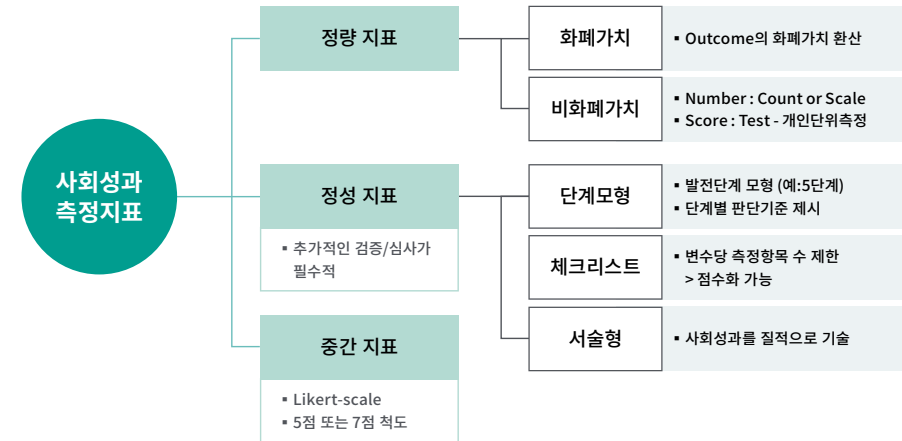 사회성과
측정지표
정량 지표
화폐가치
▪ Outcome의 화폐가치 환산
비화폐가치
▪ Number : Count or Scale
▪ Score : Test - 개인단위측정
정성 지표
▪ 추가적인 검증/심사가
필수적
단계모형
▪ 발전단계 모형 (예:5단계)
▪ 단계별 판단기준 제시
체크리스트
▪ 변수당 측정항목 수 제한
> 점수화 가능
서술형
▪ 사회성과를 질적으로 기술
중간 지표
▪ Likert-scale
▪ 5점 또는 7점 척도